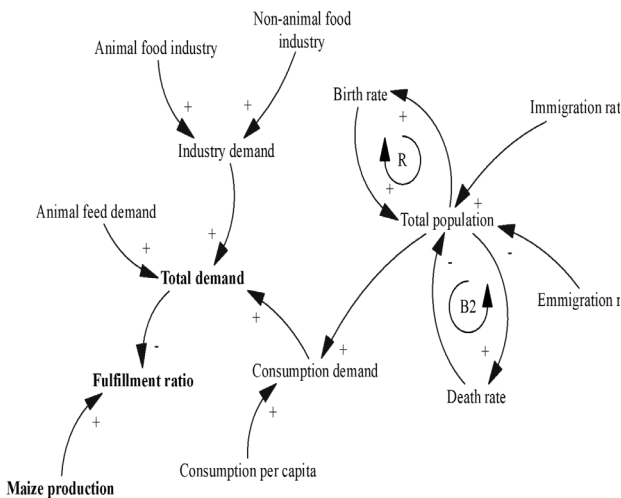 Non-animal food
industry
Animal food industry
+
+
Industry demand
Birth rate
+
R
+
Immigration rat
Animal feed demand
+
+
Total demand
Total population
+
-
-
B2
+
Emmigration r
+
-
Fulfillment ratio
+
Consumption demand
+
Death rate
+
Consumption per capita
Maize production